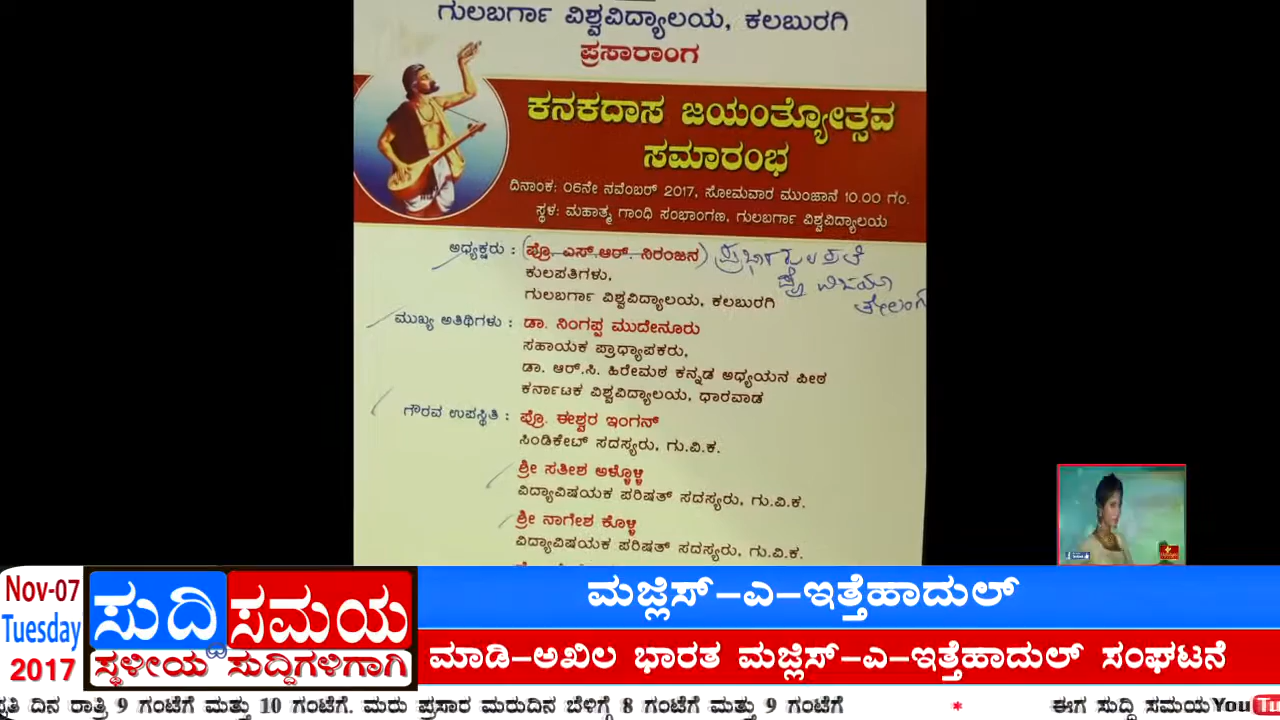 ಗುಲಬರ್ಗಾ ವಿಶ್ವವಿದ್ಯಾಲಯ, ಕಲಬುರಗಿ
ಪ್ರಸಾರಾಂಗ
ಕನಕದಾಸ ಜಯಂತ್ಯೋತ್ಸವ
ಸಮಾರಂಭ
ದಿನಾಂಕ: 06ನೇ ನವೆಂಬರ್ 2017, ಸೋಮವಾರ ಮುಂಜಾನೆ 10.00 ಗಂ.
ಸ್ಥಳ: ಮಹಾತ್ಮ ಗಾಂಧಿ ಸಭಾಂಗಣ, ಗುಲಬರ್ಗಾ ವಿಶ್ವವಿದ್ಯಾಲಯ
ಅಧ್ಯಕ್ಷರು : (ಪ್ರೊ. ಎಸ್.ಆರ್. ನಿರಂಜನ)
ಕುಲಪತಿಗಳು,
ಗುಲಬರ್ಗಾ ವಿಶ್ವವಿದ್ಯಾಲಯ, ಕಲಬುರಗಿ
ಮುಖ್ಯ ಅತಿಥಿಗಳು : ಡಾ. ನಿಂಗಪ್ಪ ಮುದೇನೂರು
ಸಹಾಯಕ ಪ್ರಾಧ್ಯಾಪಕರು,
ಡಾ. ಆರ್.ಸಿ. ಹಿರೇಮಠ ಕನ್ನಡ ಅಧ್ಯಯನ ಪೀಠ
ಕರ್ನಾಟಕ ವಿಶ್ವವಿದ್ಯಾಲಯ, ಧಾರವಾಡ
ಗೌರವ ಉಪಸ್ಥಿತಿ : ಪ್ರೊ. ಈಶ್ವರ ಇಂಗನ್
ಸಿಂಡಿಕೇಟ್ ಸದಸ್ಯರು, ಗು.ವಿ.ಕ.
ಶ್ರೀ ಸತೀಶ ಅಳ್ಳೊಳ್ಳಿ
ವಿದ್ಯಾವಿಷಯಕ ಪರಿಷತ್ ಸದಸ್ಯರು, ಗು.ವಿ.ಕ.
ಶ್ರೀ ನಾಗೇಶ ಕೊಳ್ಳಿ
ವಿದ್ಯಾವಿಷಯಕ ಪರಿಷತ್ ಸದಸ್ಯರು, ಗು.ವಿ.ಕ.
Nov-07
Tuesday
2017
ಸುದ್ದಿ ಸಮಯ
ಸ್ಥಳೀಯ ಸುದ್ದಿಗಳಿಗಾಗಿ
ಮಜ್ಲಿಸ್-ಎ-ಇತ್ತೆಹಾದುಲ್
ಮಾಡಿ-ಅಖಿಲ ಭಾರತ ಮಜ್ಲಿಸ್-ಎ-ಇತ್ತೆಹಾದುಲ್ ಸಂಘಟನೆ
ದಿನ ರಾತ್ರಿ 9 ಗಂಟೆಗೆ ಮತ್ತು 10 ಗಂಟೆಗೆ. ಮರು ಪ್ರಸಾರ ಮರುದಿನ ಬೆಳಿಗ್ಗೆ 8 ಗಂಟೆಗೆ ಮತ್ತು 9 ಗಂಟೆಗೆ * ಈಗ ಸುದ್ದಿ ಸಮಯ You Tu